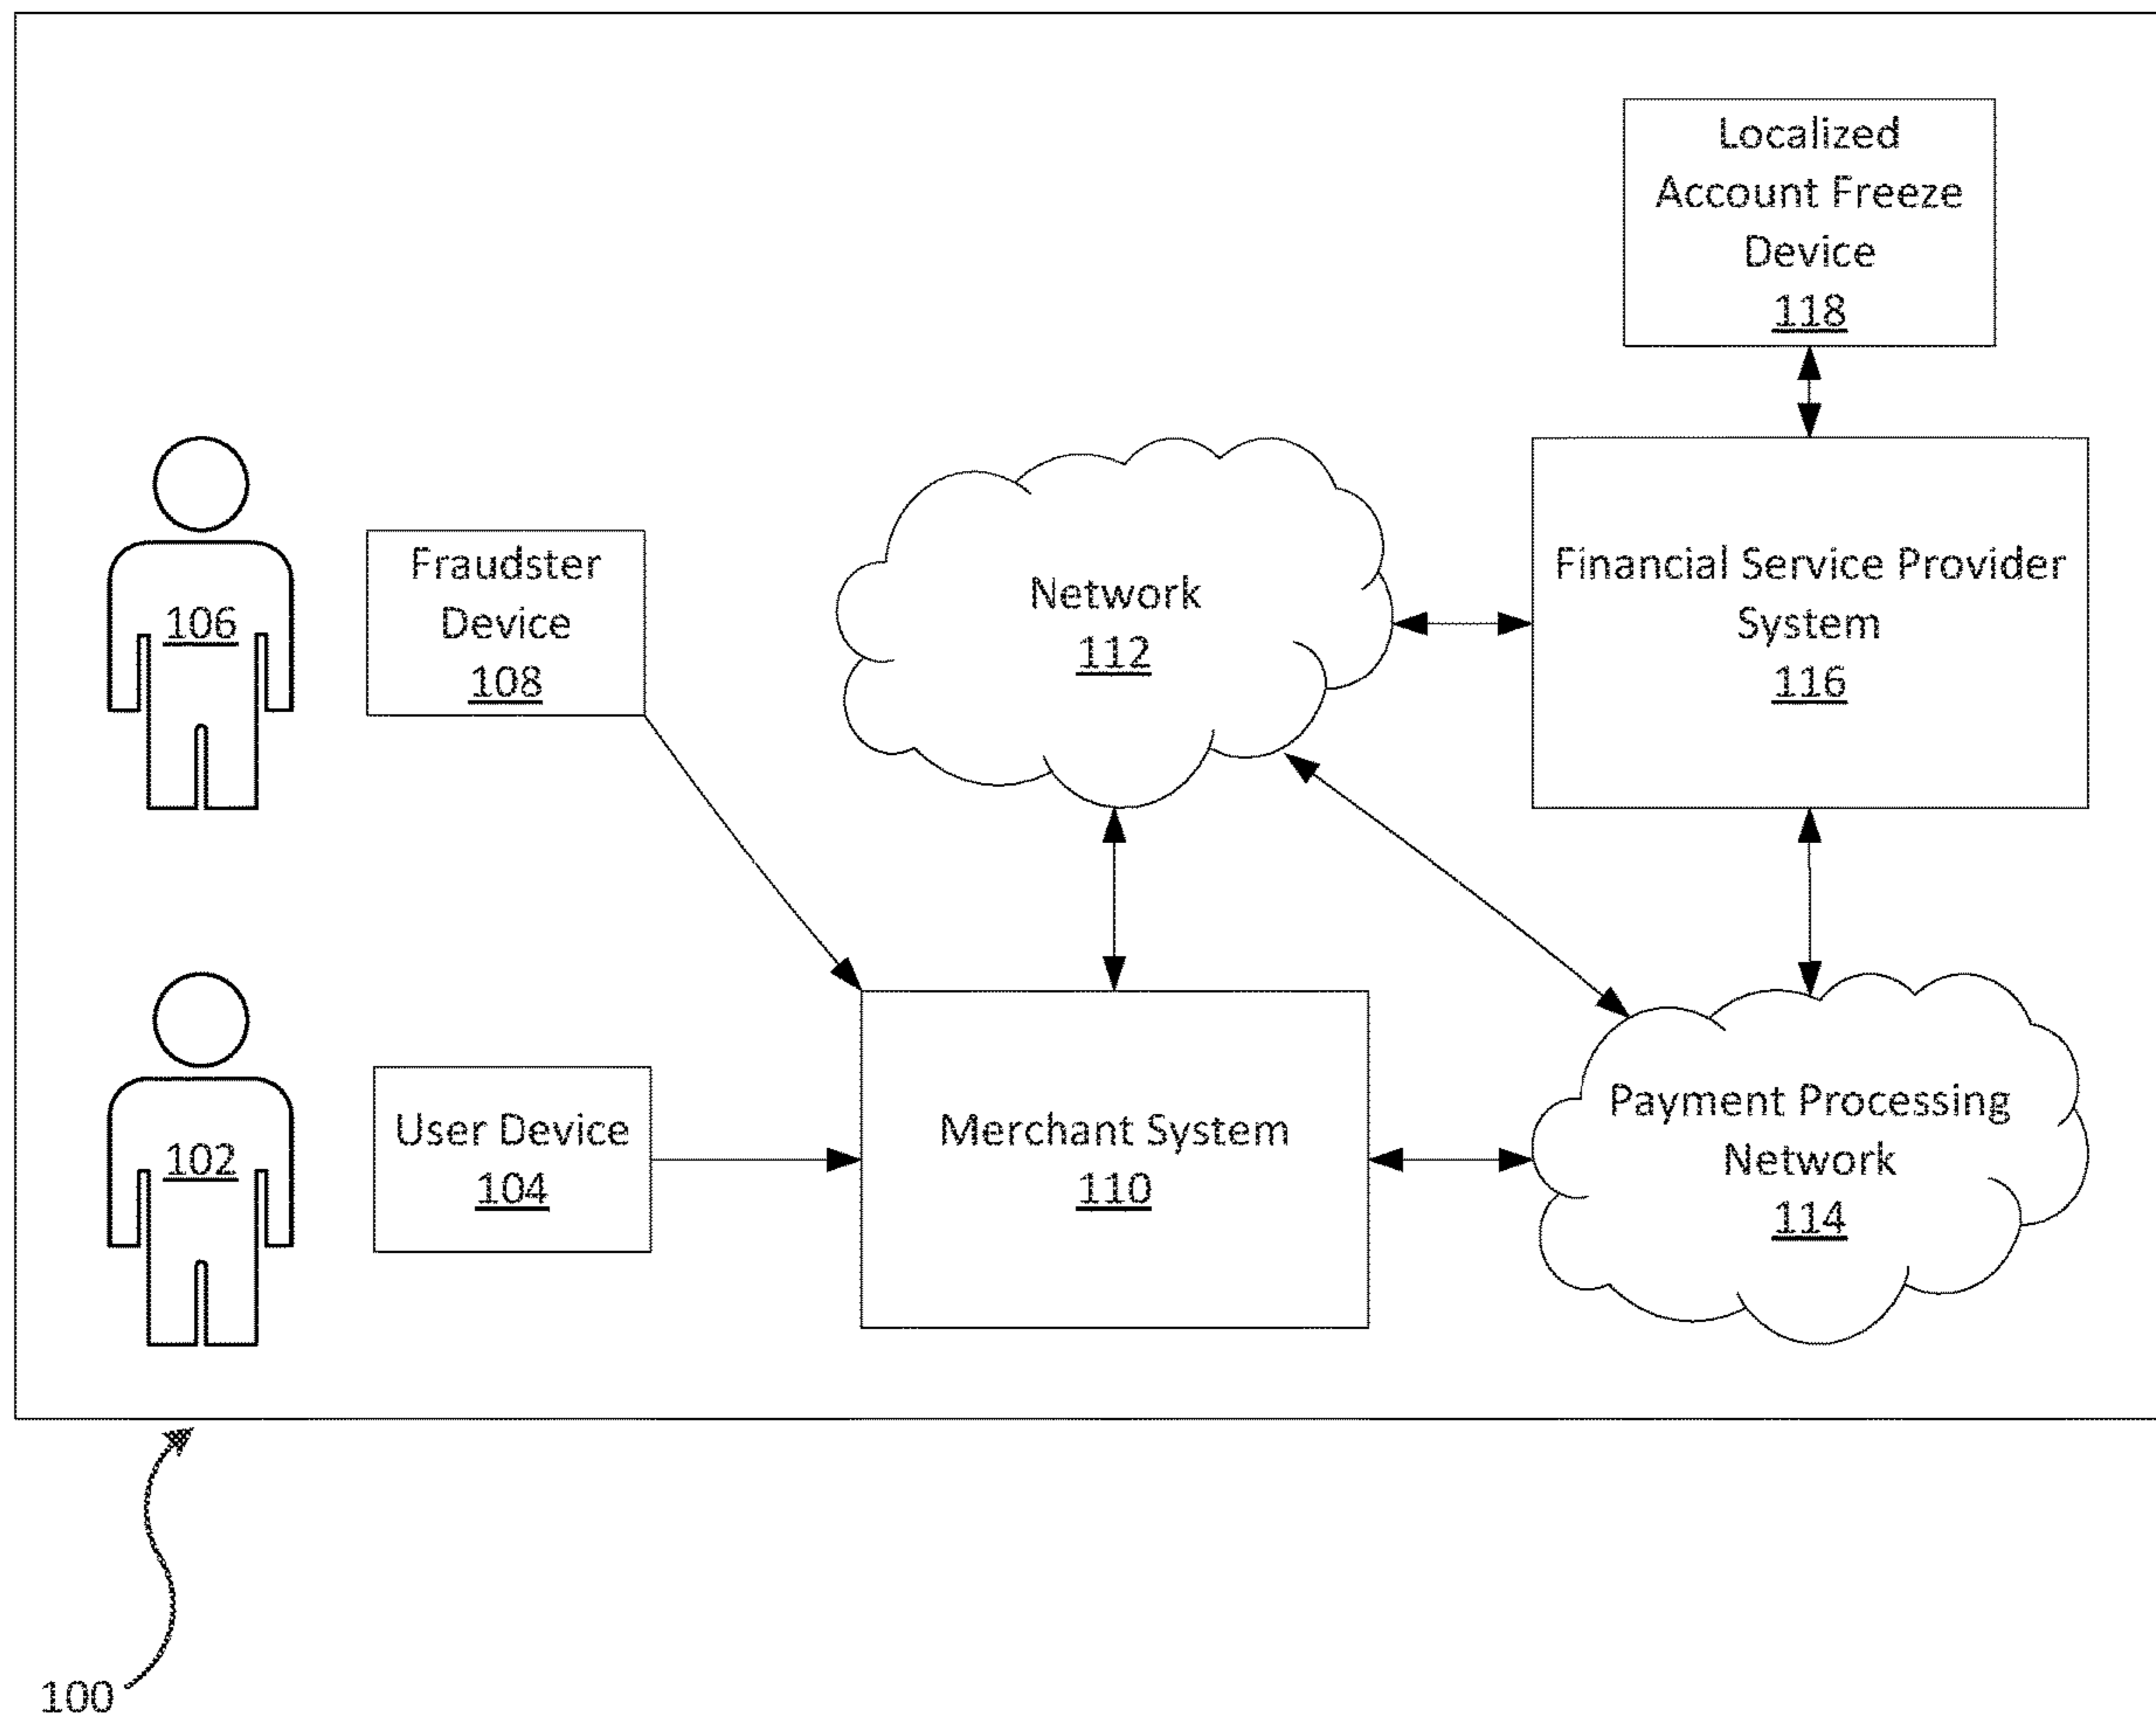 Localized
Account Freeze
Device
118
106
Fraudster
Device
108
Network
112
Financial Service Provider
System
116
102
User Device
104
Merchant System
110
Payment Processing
Network
114
100